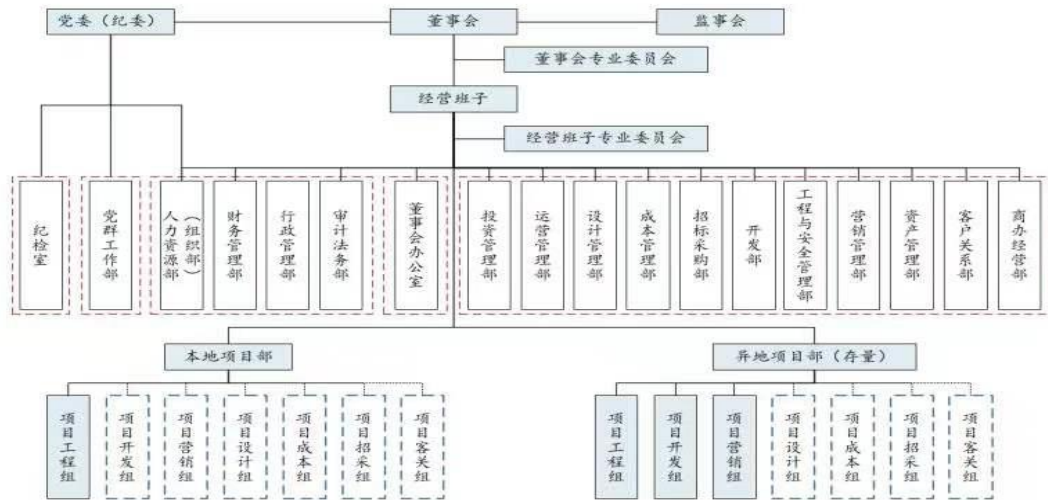 党委（纪委）
董事会
监事会
董事会专业委员会
经营班子
经营班子专业委员会
纪检室
党群工作部
人力资源部
（组织部）
财务管理部
行政管理部
审计法务部
董事会办公室
投资管理部
运营管理部
设计管理部
成本管理部
招标采购部
开发部
工程与安全管理部
营销管理部
资产管理部
客户关系部
商办经营部
本地项目部
异地项目部（存量）
项目工程组
项目开发组
项目营销组
项目设计组
项目成本组
项目招采组
项目客关组
项目工程组
项目开发组
项目营销组
项目设计组
项目成本组
项目招采组
项目客关组